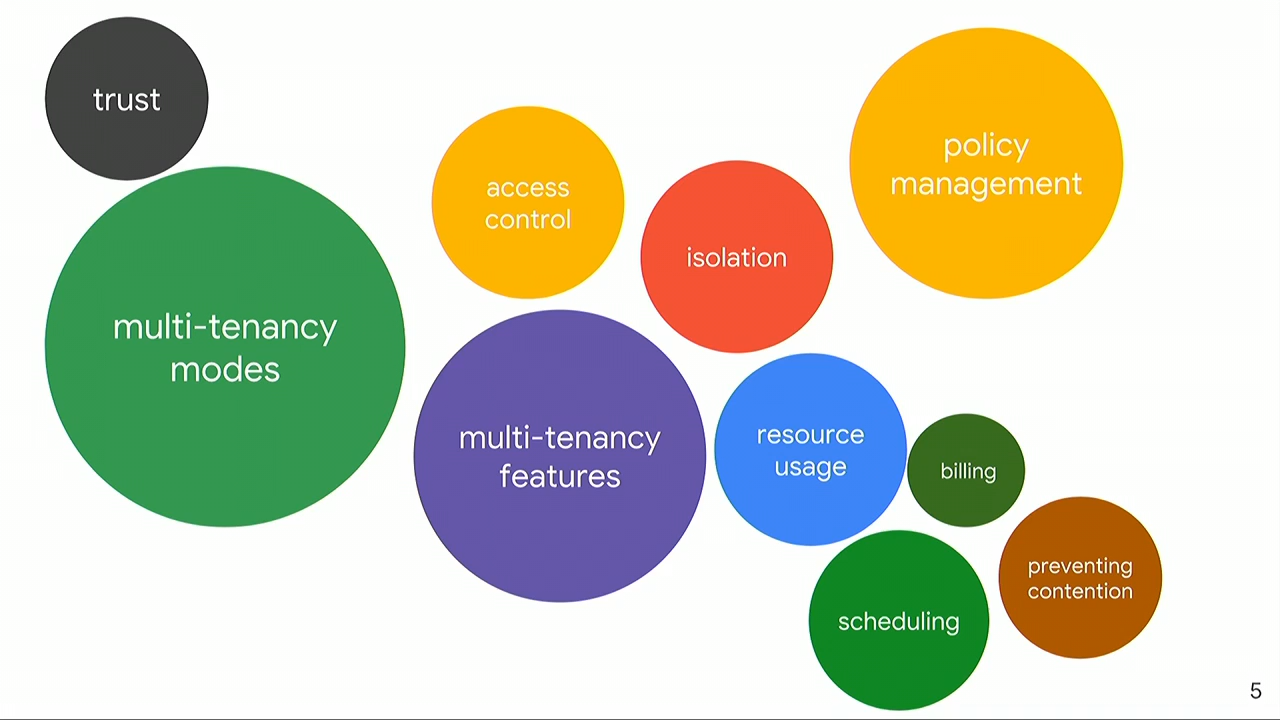 trust
multi-tenancy
modes
access
control
isolation
policy
management
multi-tenancy
features
resource
usage
billing
scheduling
preventing
contention
5